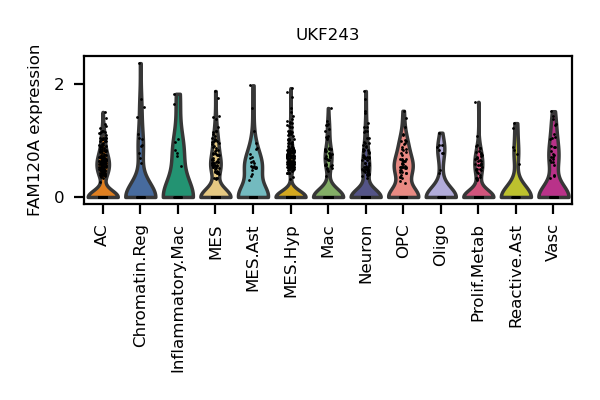 UKF243
FAM120A expression
2
0
AC
Chromatin.Reg
Inflammatory.Mac
MES
MES.Ast
MES.Hyp
Mac
Neuron
OPC
Oligo
Prolif.Metab
Reactive.Ast
Vasc